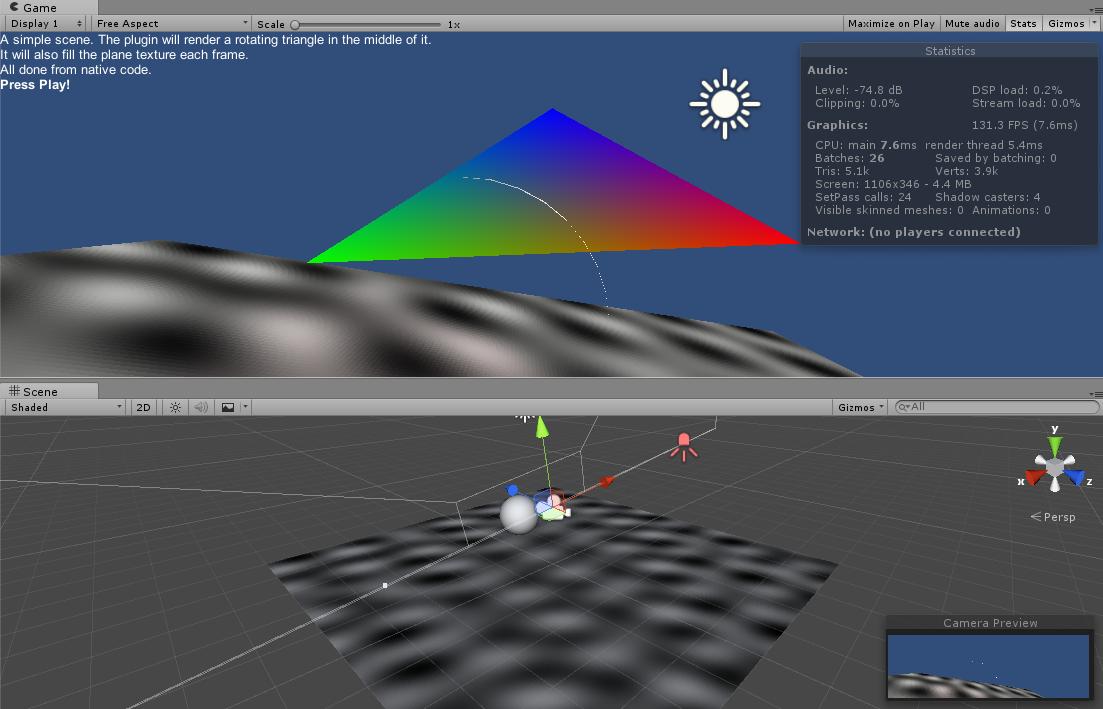 Game
Display 1 Free Aspect Scale 1x Maximize on Play Mute audio Stats Gizmos
A simple scene. The plugin will render a rotating triangle in the middle of it.
It will also fill the plane texture each frame.
All done from native code.
Press Play!
Statistics
Audio:
Level: -74.8 dB DSP load: 0.2%
Clipping: 0.0% Stream load: 0.0%
Graphics: 131.3 FPS (7.6ms)
CPU: main 7.6ms render thread 5.4ms
Batches: 26 Saved by batching: 0
Tris: 5.1k Verts: 3.9k
Screen: 1106x346 - 4.4 MB
SetPass calls: 24 Shadow casters: 4
Visible skinned meshes: 0 Animations: 0
Network: (no players connected)
Scene
Shaded 2D Gizmos All
y
x z
Persp
Camera Preview